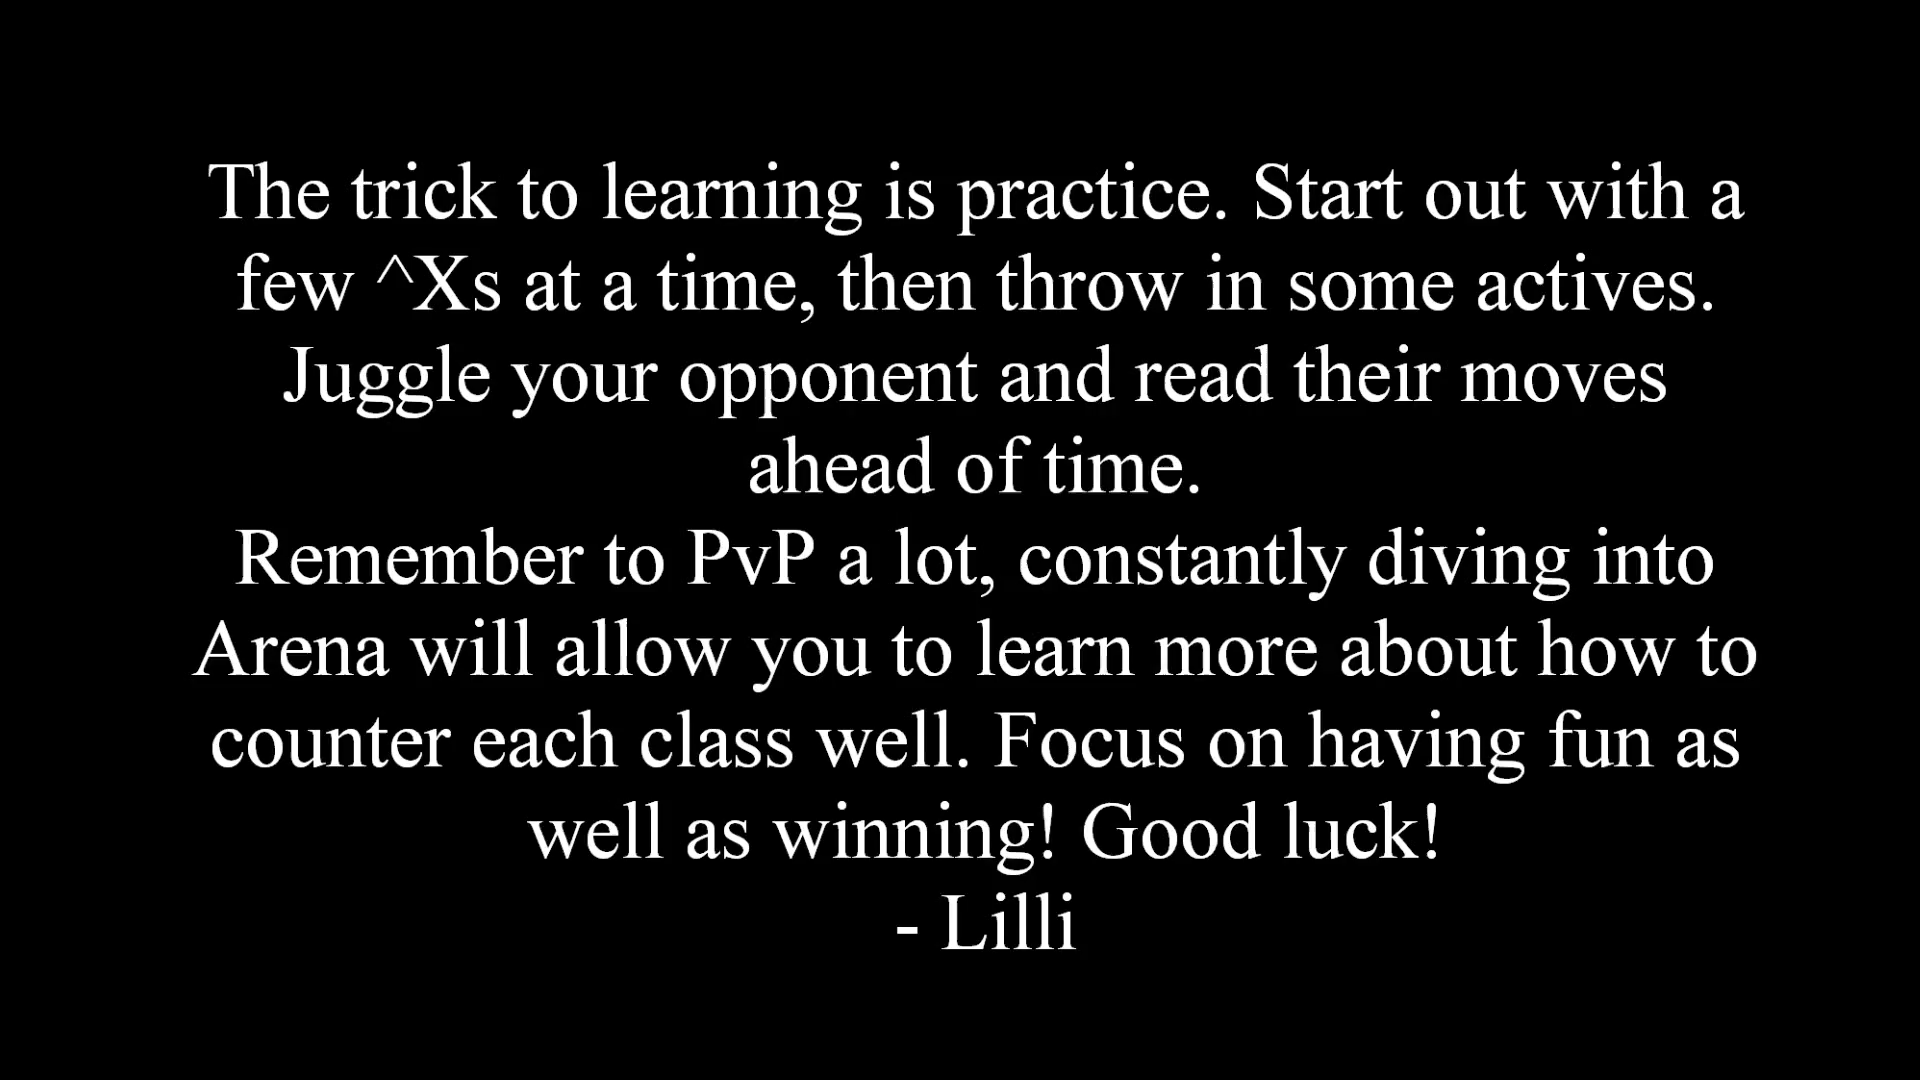 The trick to learning is practice. Start out with a
few ^Xs at a time, then throw in some actives.
Juggle your opponent and read their moves
ahead of time.
Remember to PvP a lot, constantly diving into
Arena will allow you to learn more about how to
counter each class well. Focus on having fun as
well as winning! Good luck!
- Lilli